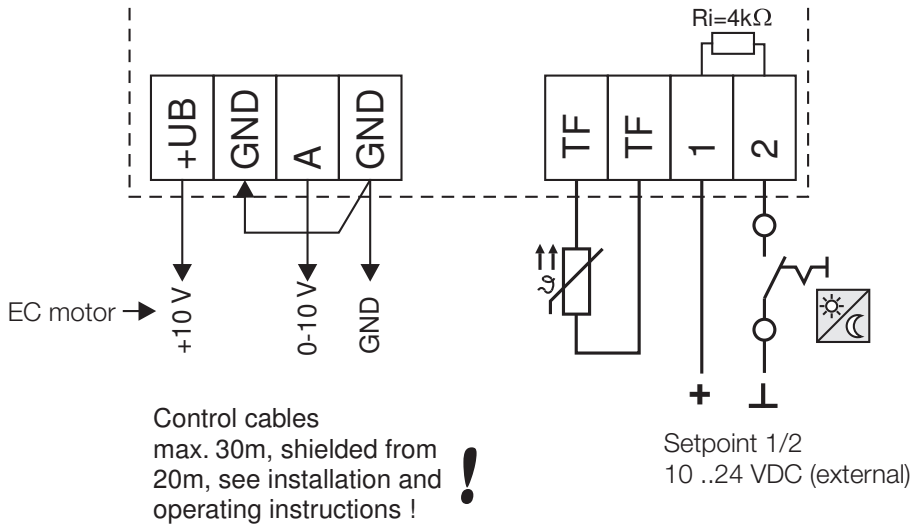 Ri=4kΩ
+UB
GND
A
GND
TF
TF
1
2
ϑ
EC motor
+10 V
0-10 V
GND
+
Control cables
max. 30m, shielded from
20m, see installation and
operating instructions !
!
Setpoint 1/2
10 ..24 VDC (external)